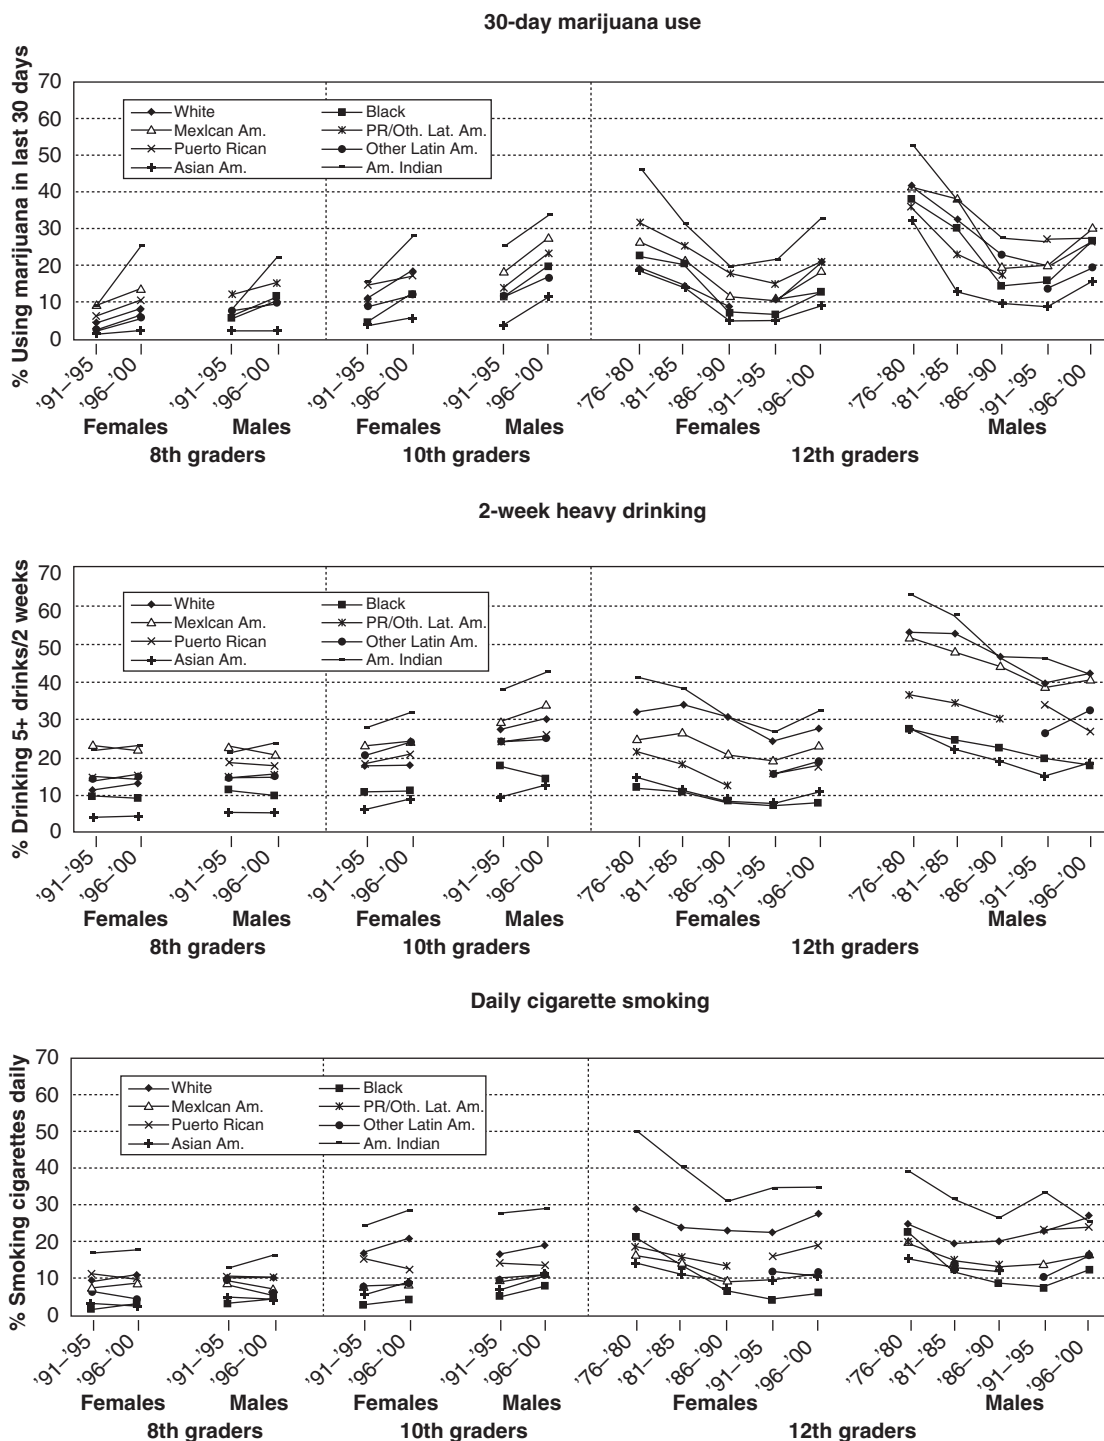 30-day marijuana use
% Using marijuana in last 30 days
70
60
50
40
30
20
10
0
White Black
MexIcan Am. PR/Oth. Lat. Am.
Puerto Rican Other Latin Am.
Asian Am. Am. Indian
’91–’95 ’96–’00 ’91–’95 ’96–’00 ’91–’95 ’96–’00 ’91–’95 ’96–’00 ’76–’80 ’81–’85 ’86–’90 ’91–’95 ’96–’00 ’76–’80 ’81–’85 ’86–’90 ’91–’95 ’96–’00
Females Males Females Males Females Males
8th graders 10th graders 12th graders
2-week heavy drinking
% Drinking 5+ drinks/2 weeks
70
60
50
40
30
20
10
0
White Black
MexIcan Am. PR/Oth. Lat. Am.
Puerto Rican Other Latin Am.
Asian Am. Am. Indian
’91–’95 ’96–’00 ’91–’95 ’96–’00 ’91–’95 ’96–’00 ’91–’95 ’96–’00 ’76–’80 ’81–’85 ’86–’90 ’91–’95 ’96–’00 ’76–’80 ’81–’85 ’86–’90 ’91–’95 ’96–’00
Females Males Females Males Females Males
8th graders 10th graders 12th graders
Daily cigarette smoking
% Smoking cigarettes daily
70
60
50
40
30
20
10
0
White Black
MexIcan Am. PR/Oth. Lat. Am.
Puerto Rican Other Latin Am.
Asian Am. Am. Indian
’91–’95 ’96–’00 ’91–’95 ’96–’00 ’91–’95 ’96–’00 ’91–’95 ’96–’00 ’76–’80 ’81–’85 ’86–’90 ’91–’95 ’96–’00 ’76–’80 ’81–’85 ’86–’90 ’91–’95 ’96–’00
Females Males Females Males Females Males
8th graders 10th graders 12th graders